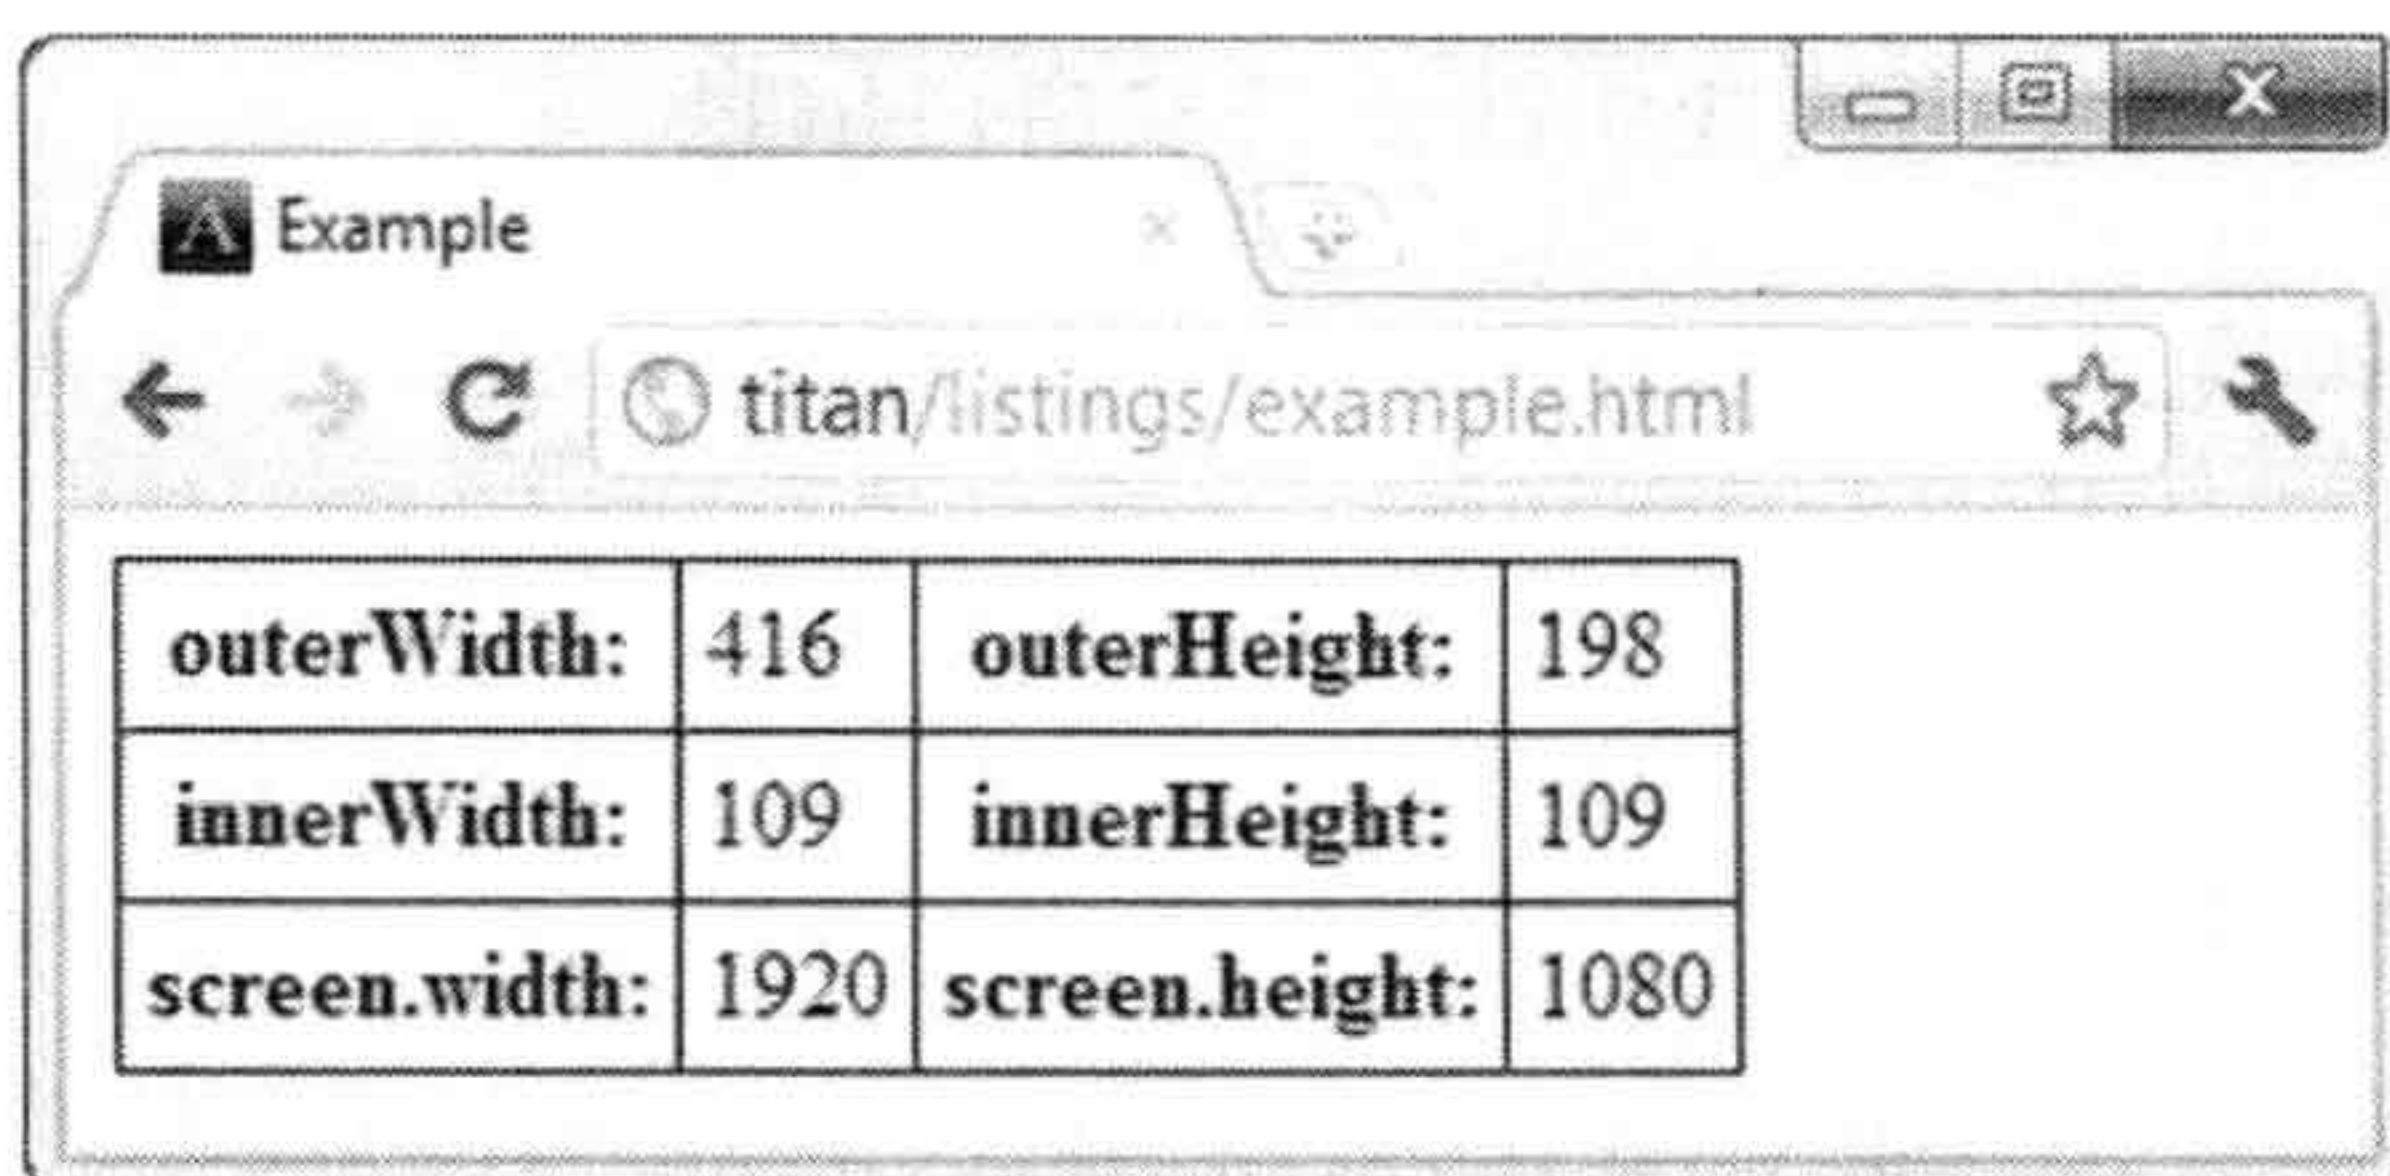 A Example
titan/listings/example.html
outerWidth: 416 outerHeight: 198
innerWidth: 109 innerHeight: 109
screen.width: 1920 screen.height: 1080